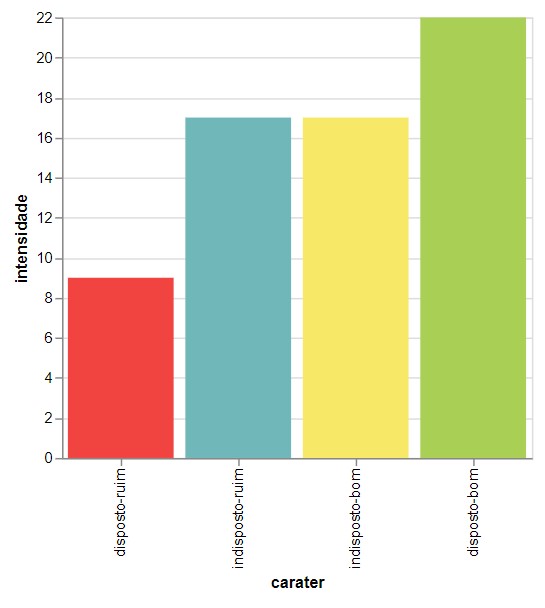 22
20
18
16
14
12
10
8
6
4
2
0
intensidade
disposto-ruim
indisposto-ruim
indisposto-bom
disposto-bom
carater